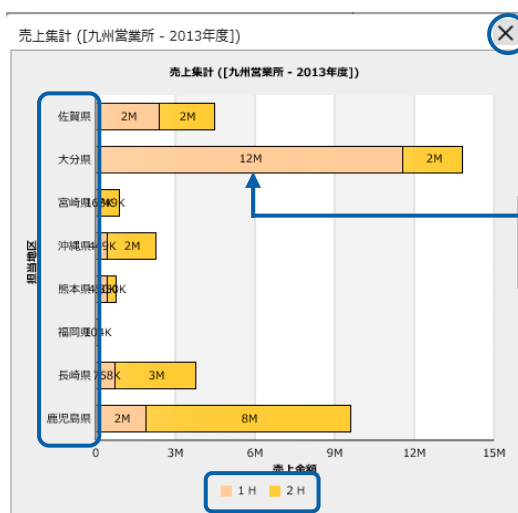 売上集計 ([九州営業所 - 2013年度])
売上集計 ([九州営業所 - 2013年度])
担当地区
佐賀県 2M 2M
大分県 12M 2M
宮崎県
沖縄県 2M
熊本県
福岡県
長崎県 758K 3M
鹿児島県 2M 8M
0 3M 6M 9M 12M 15M
売上金額
1 H 2 H